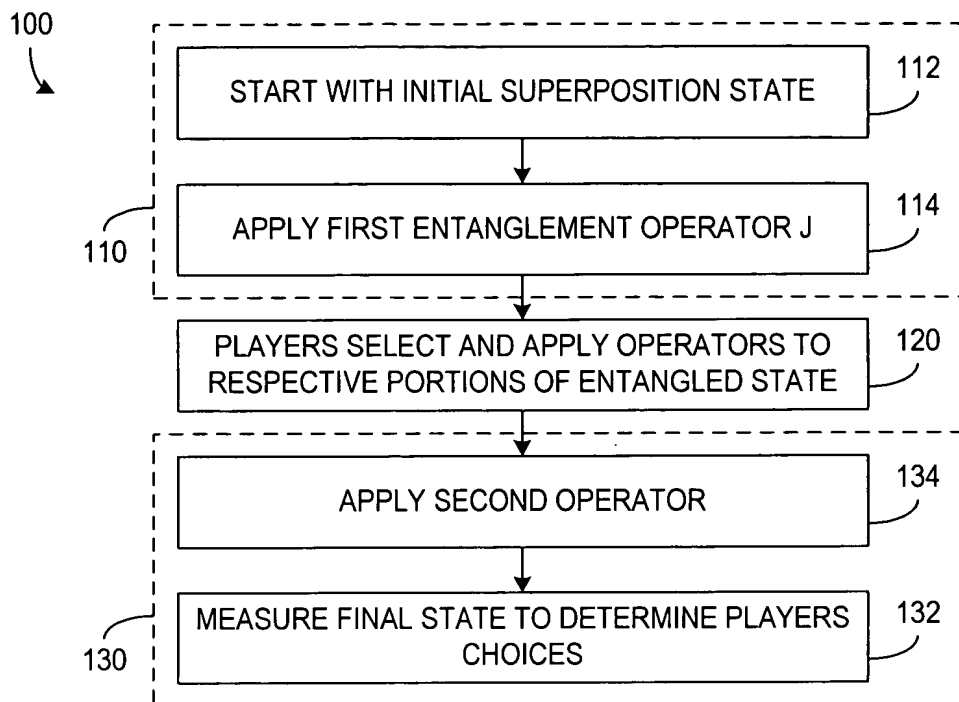 100
START WITH INITIAL SUPERPOSITION STATE
112
APPLY FIRST ENTANGLEMENT OPERATOR J
114
110
PLAYERS SELECT AND APPLY OPERATORS TO
RESPECTIVE PORTIONS OF ENTANGLED STATE
120
APPLY SECOND OPERATOR
134
MEASURE FINAL STATE TO DETERMINE PLAYERS
CHOICES
132
130